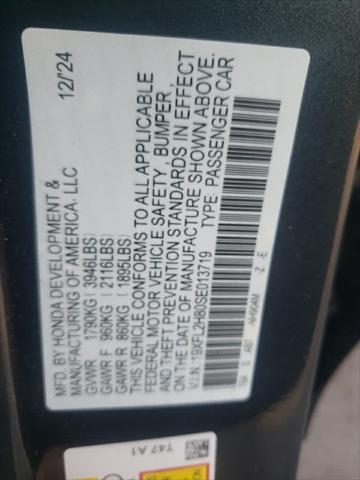 MFD. BY HONDA DEVELOPMENT & 12/'24
MANUFACTURING OF AMERICA. LLC
GVWR 1790KG ( 3946LBS)
GAWR F 960KG ( 2116LBS)
GAWR R 860KG ( 1895LBS)
THIS VEHICLE CONFORMS TO ALL APPLICABLE
FEDERAL MOTOR VEHICLE SAFETY, BUMPER,
AND THEFT PREVENTION STANDARDS IN EFFECT
ON THE DATE OF MANUFACTURE SHOWN ABOVE.
V.I.N. : 19XFL2H80SE013719 TYPE: PASSENGER CAR
T47 A1